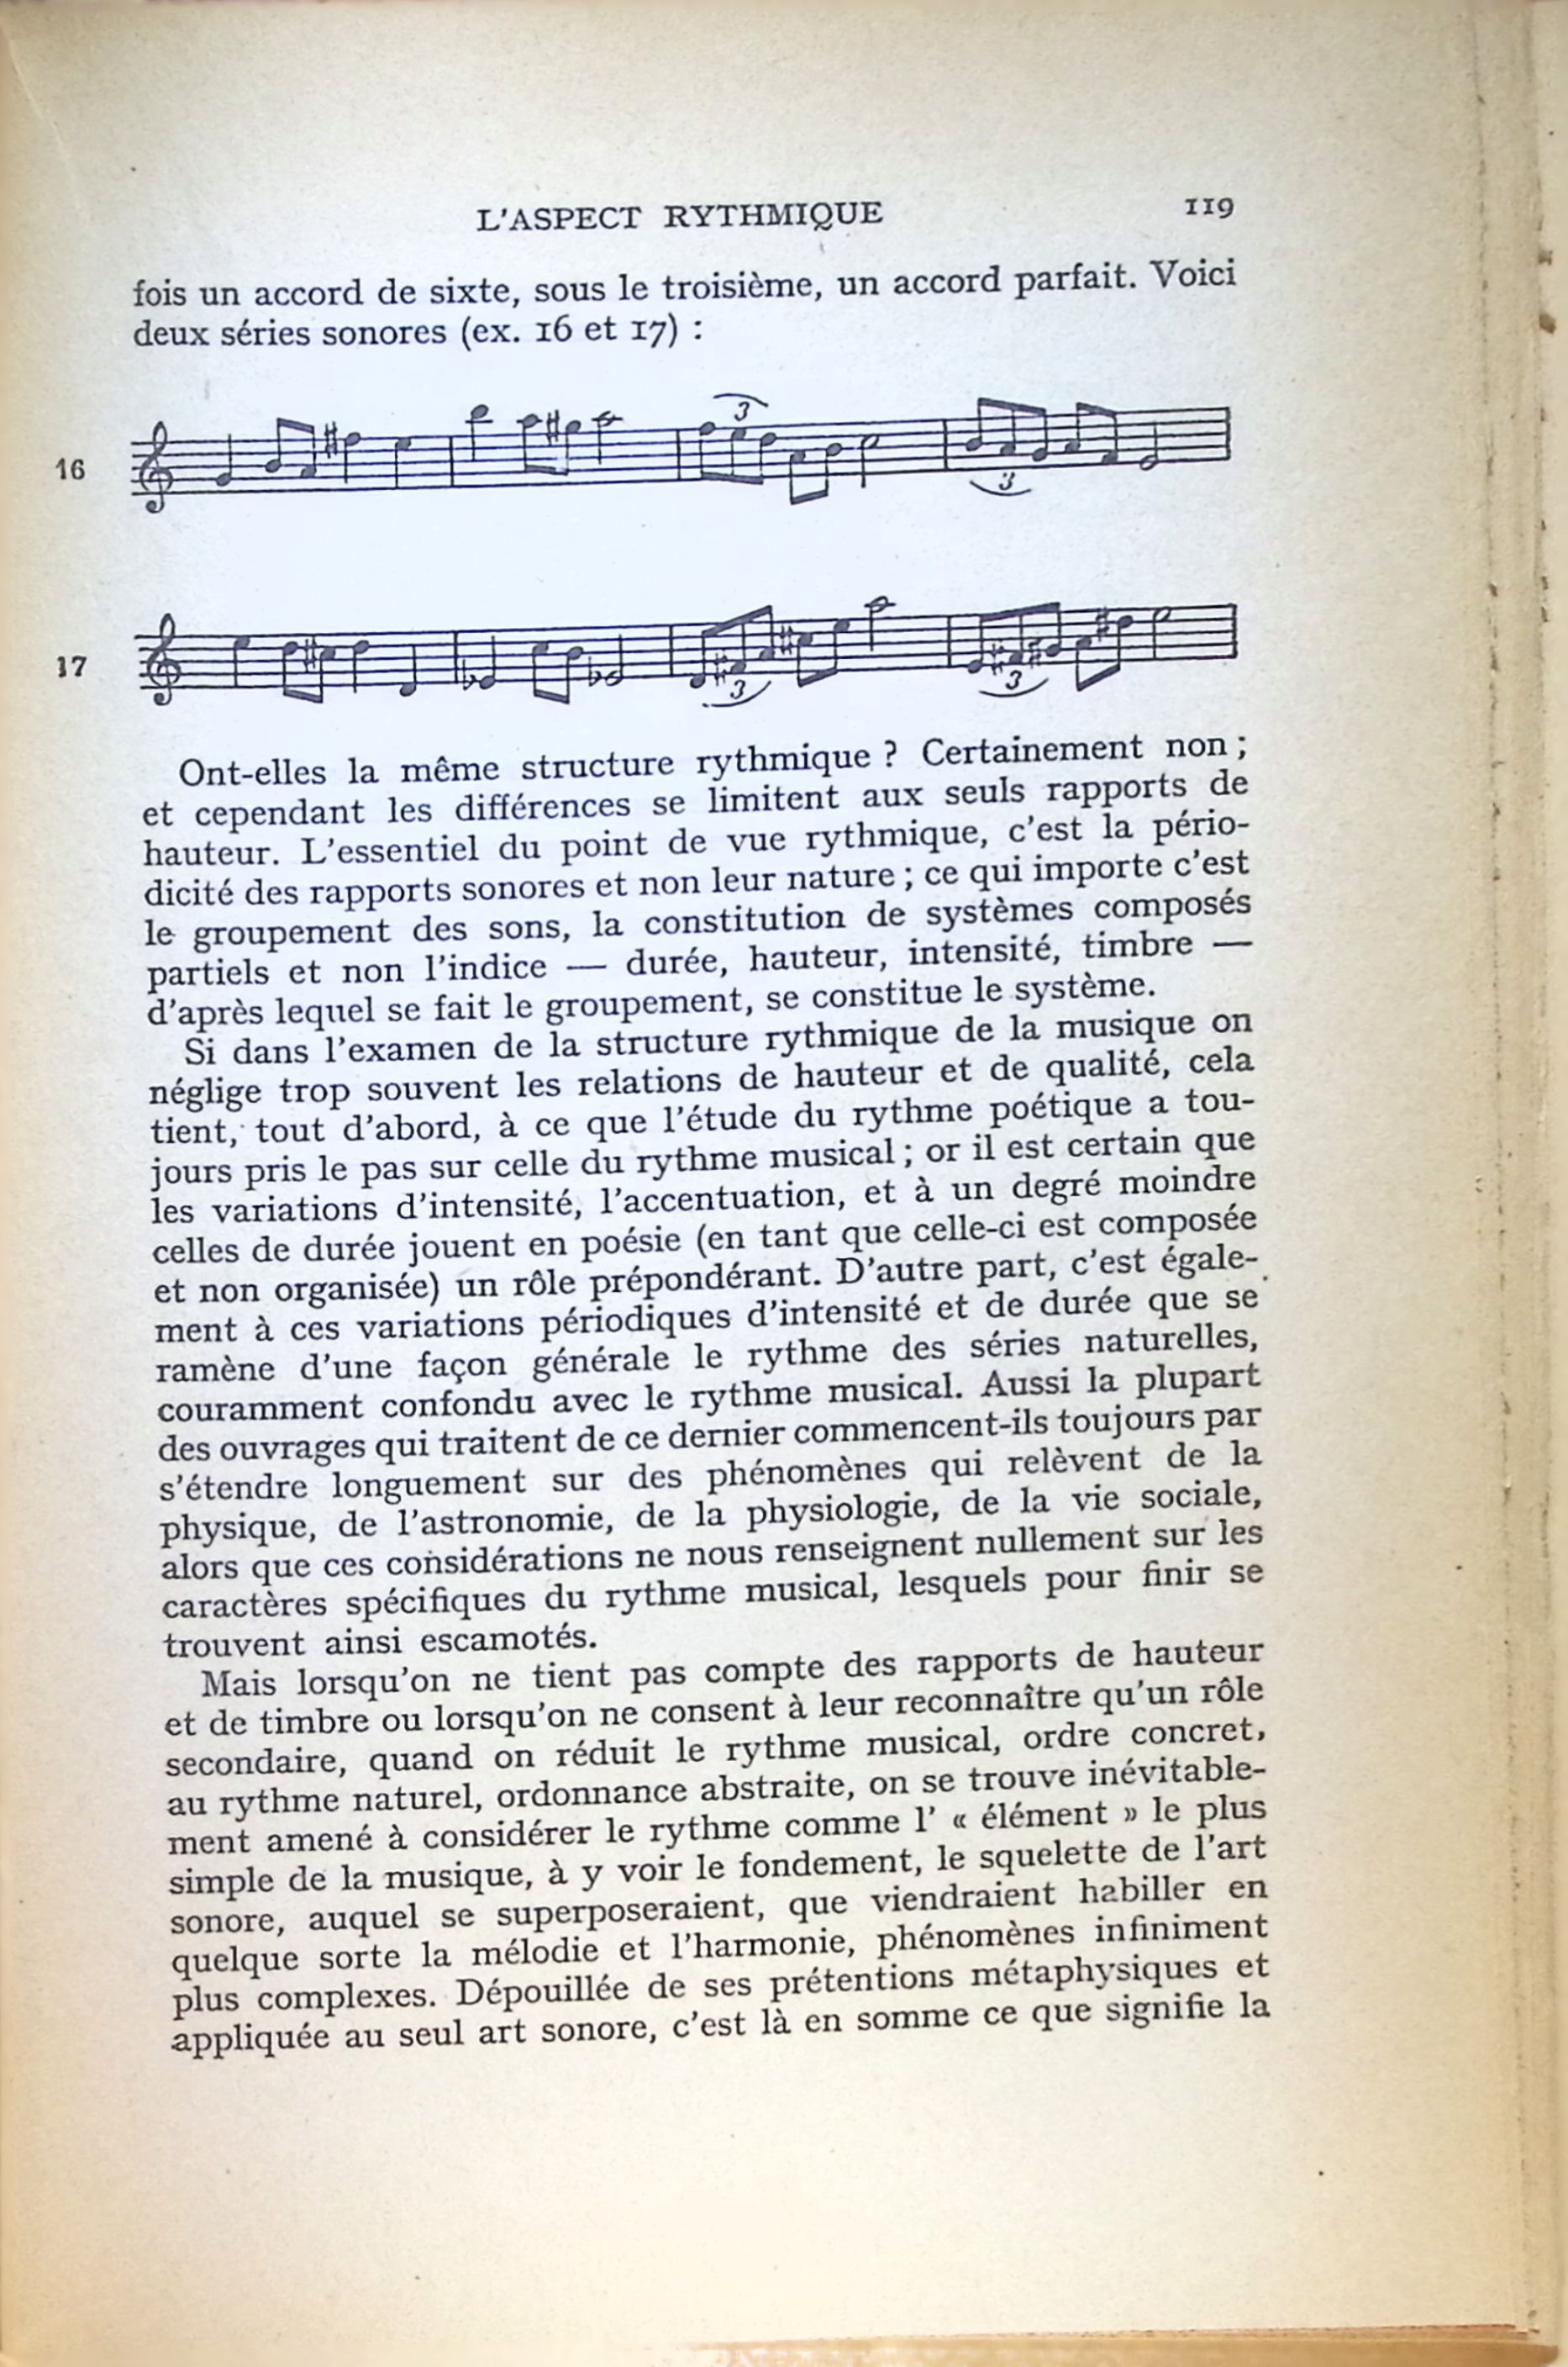 L'ASPECT RYTHMIQUE 119
fois un accord de sixte, sous le troisième, un accord parfait. Voici
deux séries sonores (ex. 16 et 17) :
3
16
3
17
3
3
Ont-elles la même structure rythmique ? Certainement non ;
et cependant les différences se limitent aux seuls rapports de
hauteur. L'essentiel du point de vue rythmique, c'est la pério-
dicité des rapports sonores et non leur nature ; ce qui importe c'est
le groupement des sons, la constitution de systèmes composés
partiels et non l'indice — durée, hauteur, intensité, timbre —
d'après lequel se fait le groupement, se constitue le système.
Si dans l'examen de la structure rythmique de la musique on
néglige trop souvent les relations de hauteur et de qualité, cela
tient, tout d'abord, à ce que l'étude du rythme poétique a tou-
jours pris le pas sur celle du rythme musical ; or il est certain que
les variations d'intensité, l'accentuation, et à un degré moindre
celles de durée jouent en poésie (en tant que celle-ci est composée
et non organisée) un rôle prépondérant. D'autre part, c'est égale-
ment à ces variations périodiques d'intensité et de durée que se
ramène d'une façon générale le rythme des séries naturelles,
couramment confondu avec le rythme musical. Aussi la plupart
des ouvrages qui traitent de ce dernier commencent-ils toujours par
s'étendre longuement sur des phénomènes qui relèvent de la
physique, de l'astronomie, de la physiologie, de la vie sociale,
alors que ces considérations ne nous renseignent nullement sur les
caractères spécifiques du rythme musical, lesquels pour finir se
trouvent ainsi escamotés.
Mais lorsqu'on ne tient pas compte des rapports de hauteur
et de timbre ou lorsqu'on ne consent à leur reconnaître qu'un rôle
secondaire, quand on réduit le rythme musical, ordre concret,
au rythme naturel, ordonnance abstraite, on se trouve inévitable-
ment amené à considérer le rythme comme l' « élément » le plus
simple de la musique, à y voir le fondement, le squelette de l'art
sonore, auquel se superposeraient, que viendraient habiller en
quelque sorte la mélodie et l'harmonie, phénomènes infiniment
plus complexes. Dépouillée de ses prétentions métaphysiques et
appliquée au seul art sonore, c'est là en somme ce que signifie la